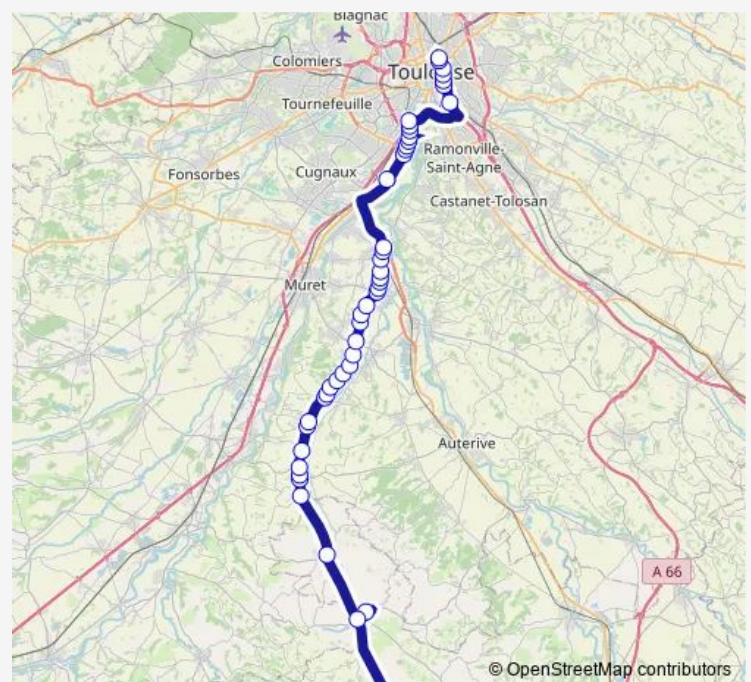 Blagnac
Colomiers
Toulouse
Tournefeuille
Ramonville-
Saint-Agne
Fonsorbes
Cugnaux
Castanet-Tolosan
Muret
Auterive
A 66
© OpenStreetMap contributors